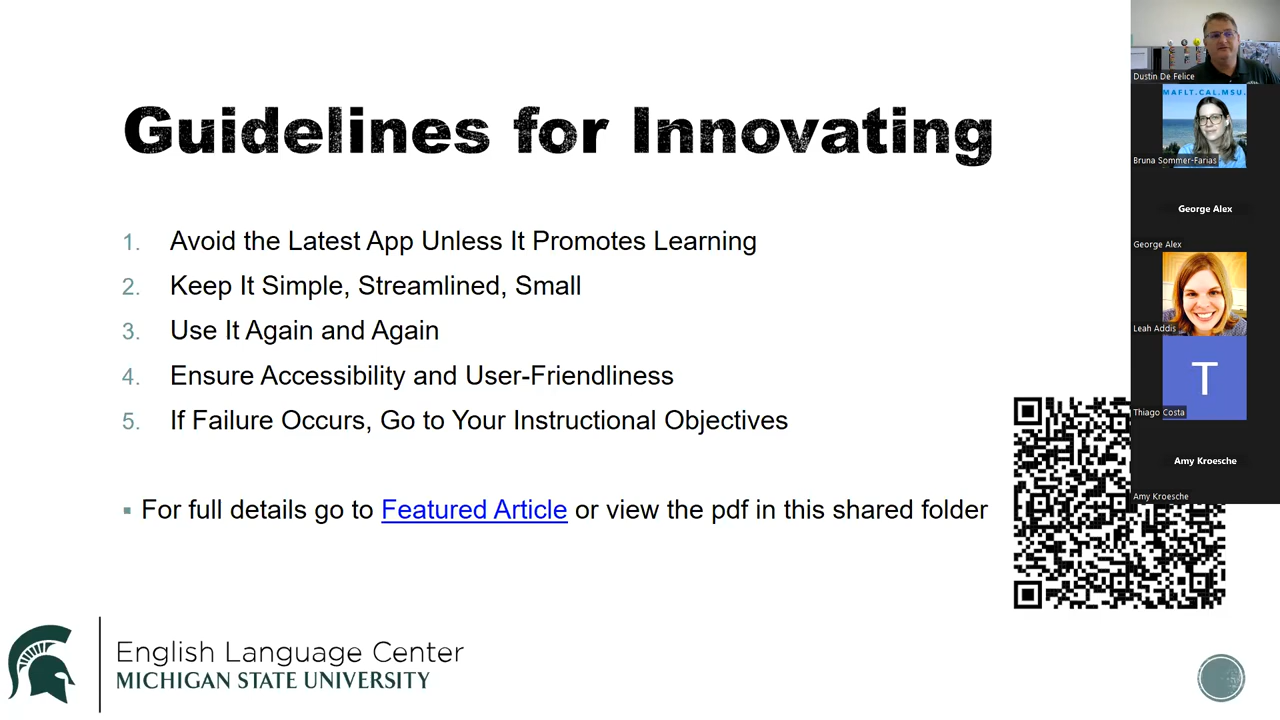 Guidelines for Innovating
1. Avoid the Latest App Unless It Promotes Learning
2. Keep It Simple, Streamlined, Small
3. Use It Again and Again
4. Ensure Accessibility and User-Friendliness
5. If Failure Occurs, Go to Your Instructional Objectives
▪ For full details go to Featured Article or view the pdf in this shared folder
English Language Center
MICHIGAN STATE UNIVERSITY
Dustin De Felice
MAFLT.CAL.MSU.
Bruna Sommer-Farias
George Alex
George Alex
Leah Addis
T
Thiago Costa
Amy Kroesche
Amy Kroesche